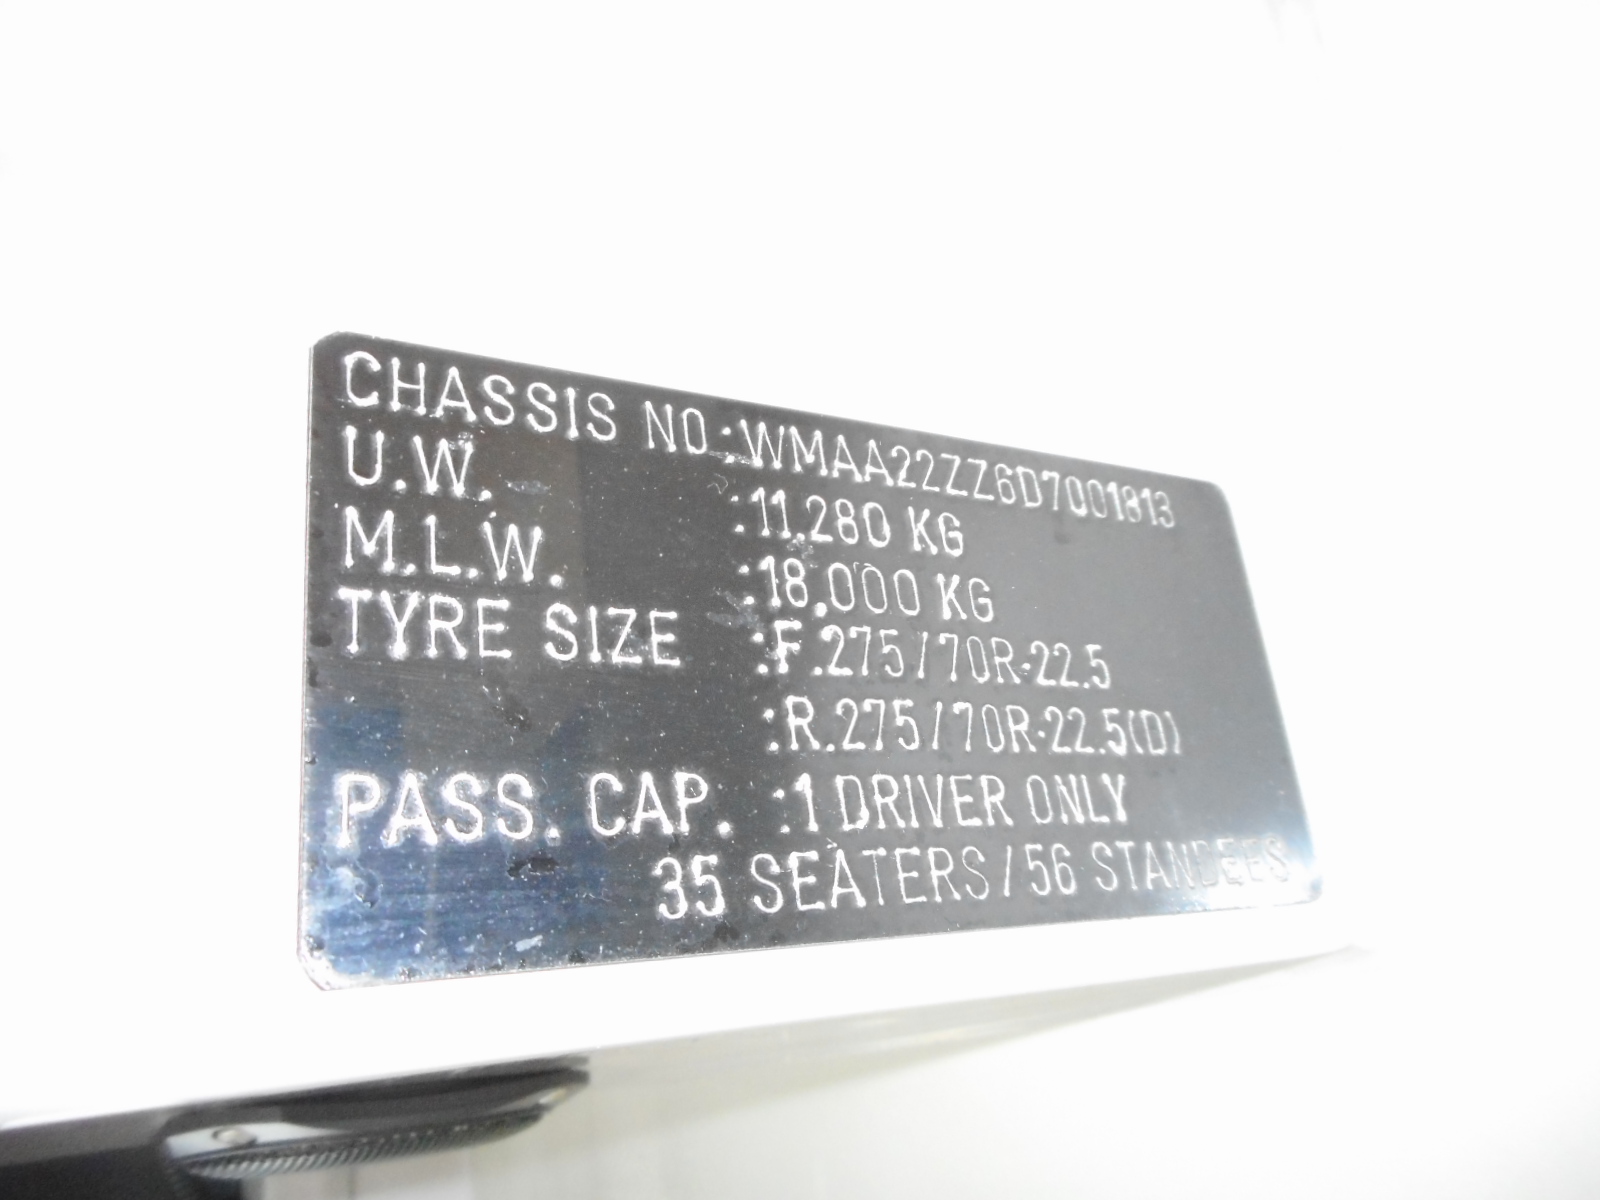 CHASSIS NO.:WMAA22ZZ6D7001813
U.W. :11,280 KG
M.L.W. :18,000 KG
TYRE SIZE :F.275/70R-22.5
:R.275/70R-22.5(D)
PASS. CAP. :1 DRIVER ONLY
35 SEATERS/56 STANDEES